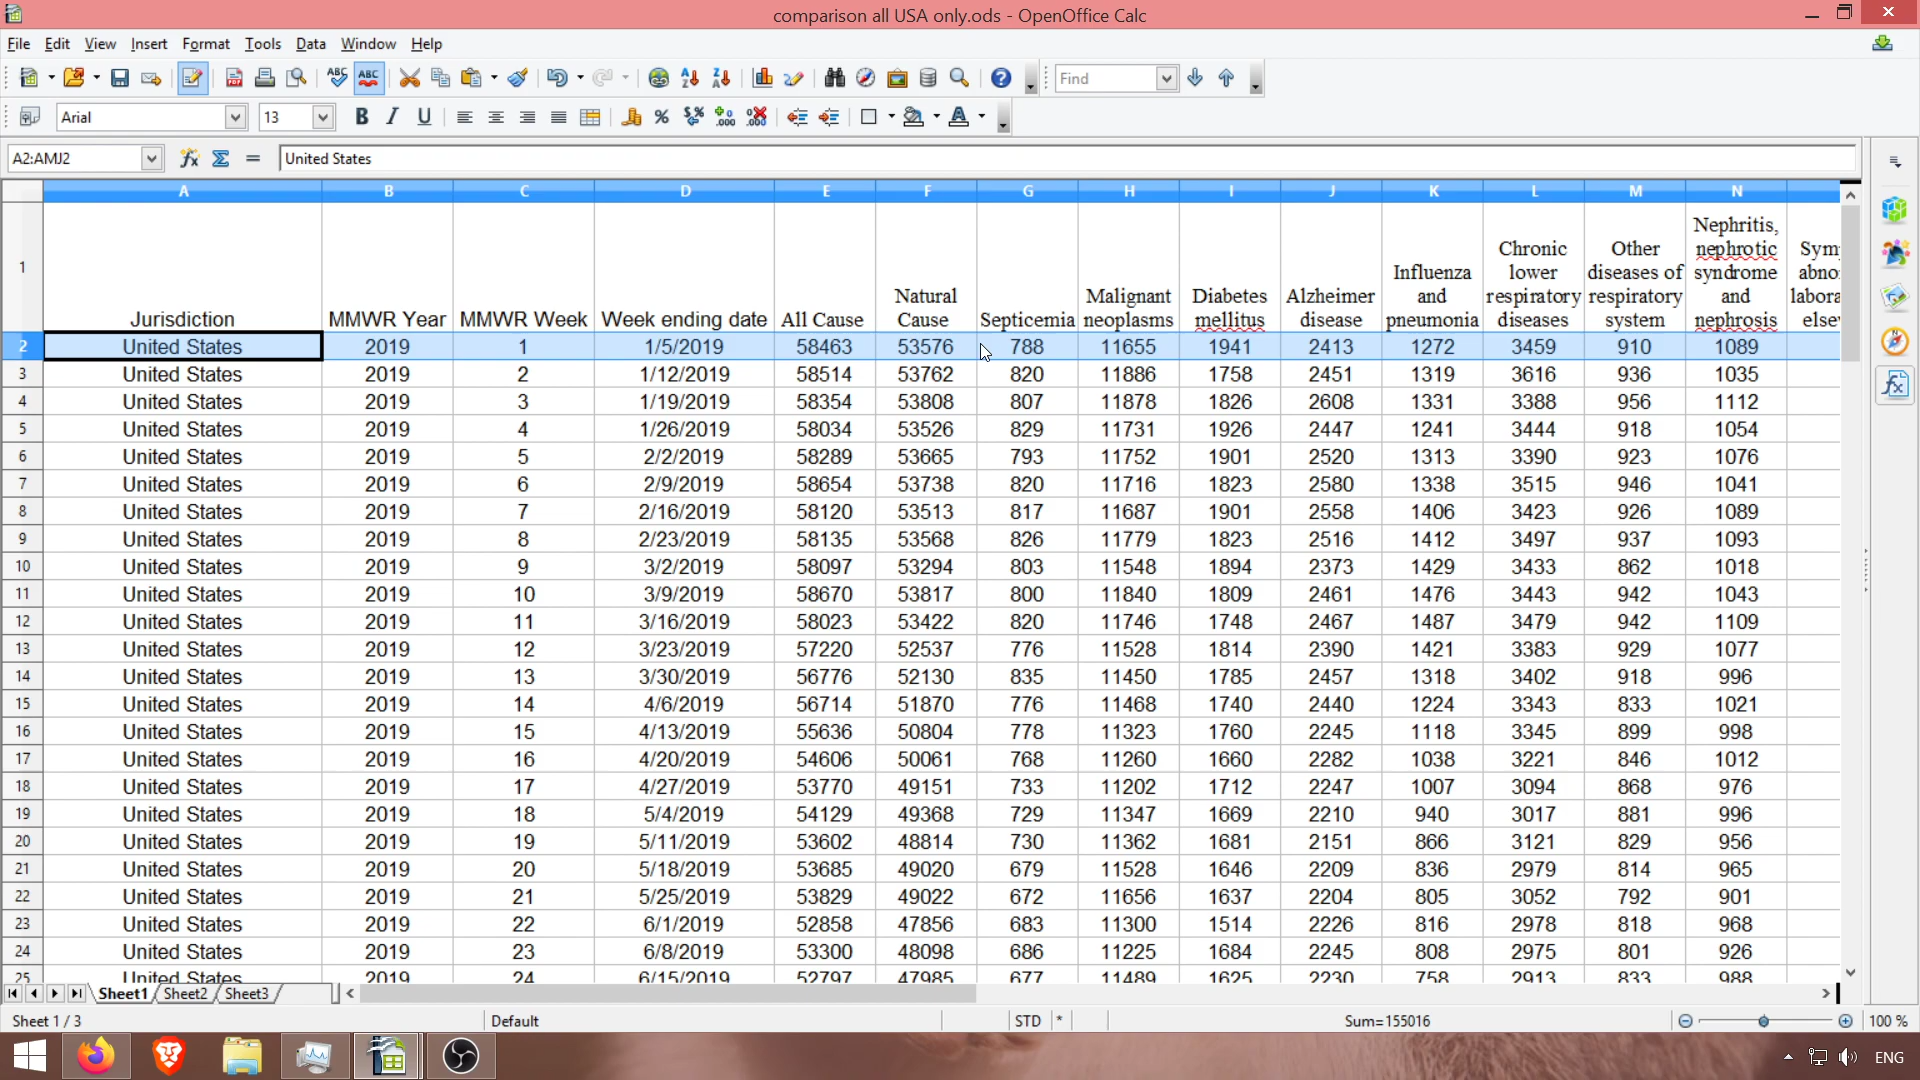 comparison all USA only.ods - OpenOffice Calc
File Edit View Insert Format Tools Data Window Help
Find
Arial 13
A2:AMJ2 United States
A B C D E F G H I J K L M N
1 Jurisdiction MMWR Year MMWR Week Week ending date All Cause Natural Cause Septicemia Malignant neoplasms Diabetes mellitus Alzheimer disease Influenza and pneumonia Chronic lower respiratory diseases Other diseases of respiratory system Nephritis, nephrotic syndrome and nephrosis
2 United States 2019 1 1/5/2019 58463 53576 788 11655 1941 2413 1272 3459 910 1089
3 United States 2019 2 1/12/2019 58514 53762 820 11886 1758 2451 1319 3616 936 1035
4 United States 2019 3 1/19/2019 58354 53808 807 11878 1826 2608 1331 3388 956 1112
5 United States 2019 4 1/26/2019 58034 53526 829 11731 1926 2447 1241 3444 918 1054
6 United States 2019 5 2/2/2019 58289 53665 793 11752 1901 2520 1313 3390 923 1076
7 United States 2019 6 2/9/2019 58654 53738 820 11716 1823 2580 1338 3515 946 1041
8 United States 2019 7 2/16/2019 58120 53513 817 11687 1901 2558 1406 3423 926 1089
9 United States 2019 8 2/23/2019 58135 53568 826 11779 1823 2516 1412 3497 937 1093
10 United States 2019 9 3/2/2019 58097 53294 803 11548 1894 2373 1429 3433 862 1018
11 United States 2019 10 3/9/2019 58670 53817 800 11840 1809 2461 1476 3443 942 1043
12 United States 2019 11 3/16/2019 58023 53422 820 11746 1748 2467 1487 3479 942 1109
13 United States 2019 12 3/23/2019 57220 52537 776 11528 1814 2390 1421 3383 929 1077
14 United States 2019 13 3/30/2019 56776 52130 835 11450 1785 2457 1318 3402 918 996
15 United States 2019 14 4/6/2019 56714 51870 776 11468 1740 2440 1224 3343 833 1021
16 United States 2019 15 4/13/2019 55636 50804 778 11323 1760 2245 1118 3345 899 998
17 United States 2019 16 4/20/2019 54606 50061 768 11260 1660 2282 1038 3221 846 1012
18 United States 2019 17 4/27/2019 53770 49151 733 11202 1712 2247 1007 3094 868 976
19 United States 2019 18 5/4/2019 54129 49368 729 11347 1669 2210 940 3017 881 996
20 United States 2019 19 5/11/2019 53602 48814 730 11362 1681 2151 866 3121 829 956
21 United States 2019 20 5/18/2019 53685 49020 679 11528 1646 2209 836 2979 814 965
22 United States 2019 21 5/25/2019 53829 49022 672 11656 1637 2204 805 3052 792 901
23 United States 2019 22 6/1/2019 52858 47856 683 11300 1514 2226 816 2978 818 968
24 United States 2019 23 6/8/2019 53300 48098 686 11225 1684 2245 808 2975 801 926
25 United States 2019 24 6/15/2019 52797 47985 677 11489 1625 2230 758 2913 833 988
Sheet1 Sheet2 Sheet3
Sheet 1 / 3 Default STD * Sum=155016 100 %
ENG